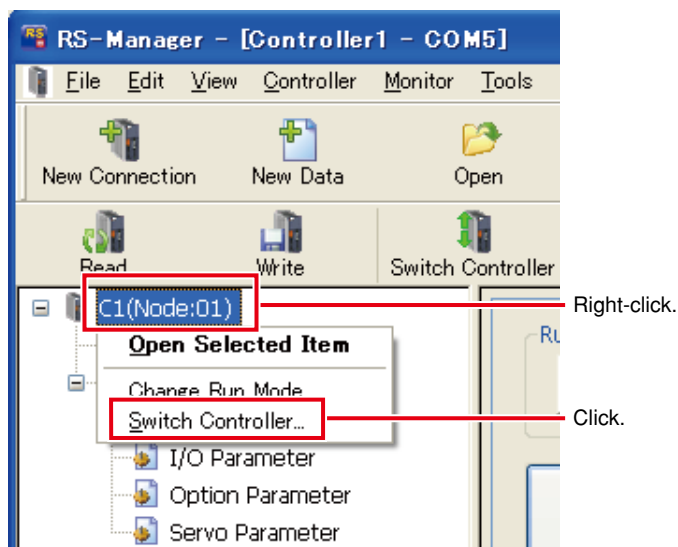 RS
RS-Manager - [Controller1 - COM5]
File Edit View Controller Monitor Tools
New Connection New Data Open
Read Write Switch Controller
C1(Node:01)
Right-click.
Open Selected Item
Change Run Mode
Switch Controller...
Click.
I/O Parameter
Option Parameter
Servo Parameter